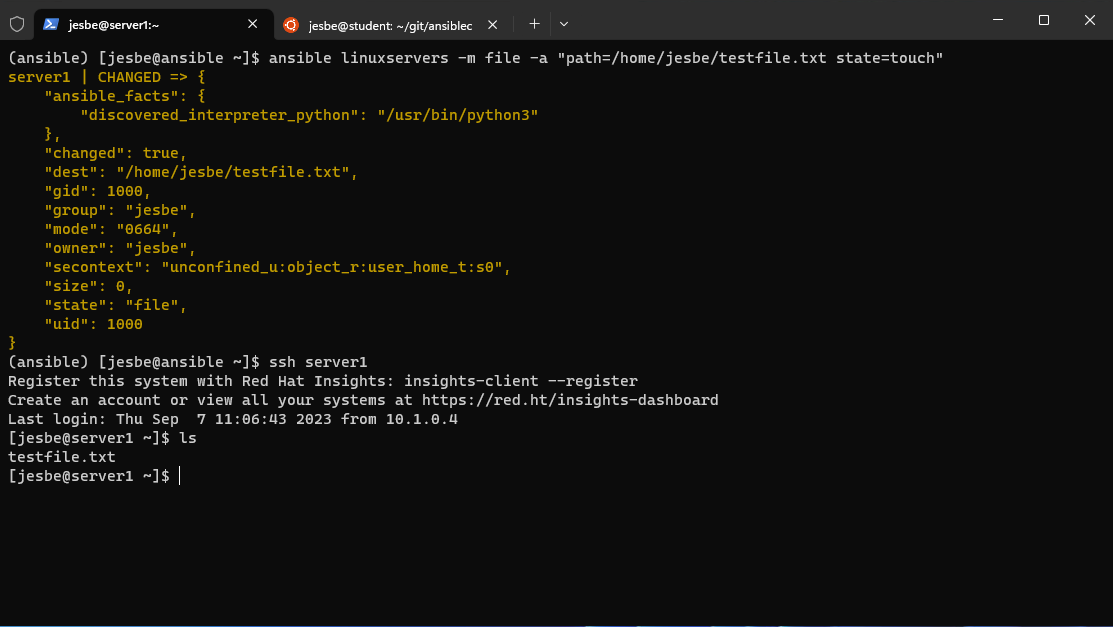 jesbe@server1:~
jesbe@student: ~/git/ansiblec
(ansible) [jesbe@ansible ~]$ ansible linuxservers -m file -a "path=/home/jesbe/testfile.txt state=touch"
server1 | CHANGED => {
    "ansible_facts": {
        "discovered_interpreter_python": "/usr/bin/python3"
    },
    "changed": true,
    "dest": "/home/jesbe/testfile.txt",
    "gid": 1000,
    "group": "jesbe",
    "mode": "0664",
    "owner": "jesbe",
    "secontext": "unconfined_u:object_r:user_home_t:s0",
    "size": 0,
    "state": "file",
    "uid": 1000
}
(ansible) [jesbe@ansible ~]$ ssh server1
Register this system with Red Hat Insights: insights-client --register
Create an account or view all your systems at https://red.ht/insights-dashboard
Last login: Thu Sep  7 11:06:43 2023 from 10.1.0.4
[jesbe@server1 ~]$ ls
testfile.txt
[jesbe@server1 ~]$